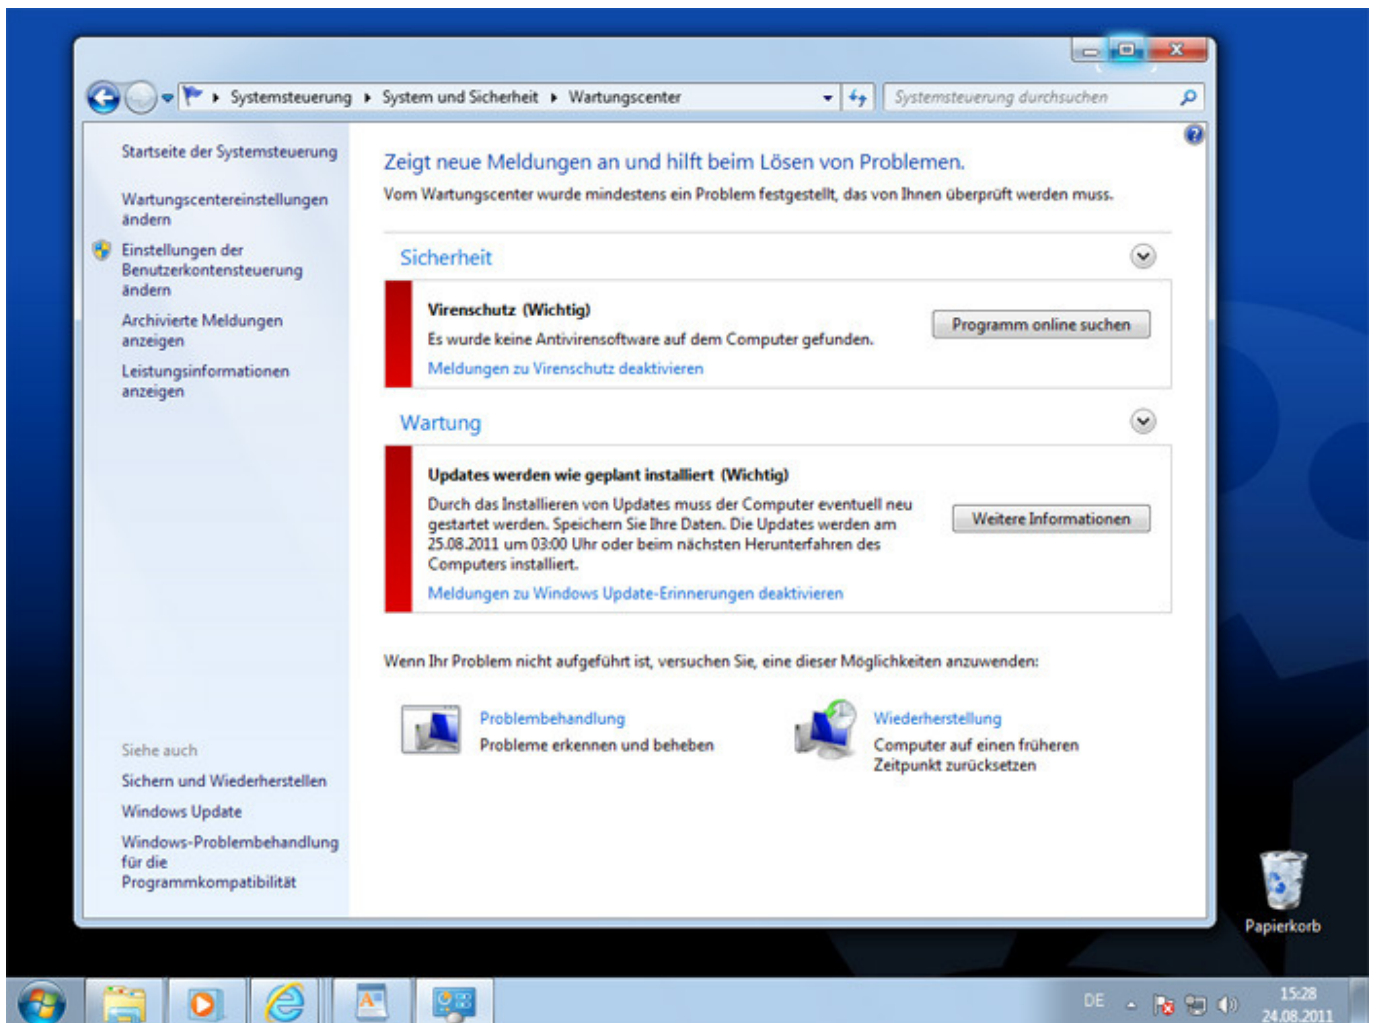 Systemsteuerung ▸ System und Sicherheit ▸ Wartungscenter
Systemsteuerung durchsuchen
Startseite der Systemsteuerung
Wartungscentereinstellungen
ändern
Einstellungen der
Benutzerkontensteuerung
ändern
Archivierte Meldungen
anzeigen
Leistungsinformationen
anzeigen
Zeigt neue Meldungen an und hilft beim Lösen von Problemen.
Vom Wartungscenter wurde mindestens ein Problem festgestellt, das von Ihnen überprüft werden muss.
Sicherheit
Virenschutz (Wichtig)
Es wurde keine Antivirensoftware auf dem Computer gefunden.
Meldungen zu Virenschutz deaktivieren
Programm online suchen
Wartung
Updates werden wie geplant installiert (Wichtig)
Durch das Installieren von Updates muss der Computer eventuell neu
gestartet werden. Speichern Sie Ihre Daten. Die Updates werden am
25.08.2011 um 03:00 Uhr oder beim nächsten Herunterfahren des
Computers installiert.
Meldungen zu Windows Update-Erinnerungen deaktivieren
Weitere Informationen
Wenn Ihr Problem nicht aufgeführt ist, versuchen Sie, eine dieser Möglichkeiten anzuwenden:
Problembehandlung
Probleme erkennen und beheben
Wiederherstellung
Computer auf einen früheren
Zeitpunkt zurücksetzen
Siehe auch
Sichern und Wiederherstellen
Windows Update
Windows-Problembehandlung
für die
Programmkompatibilität
Papierkorb
DE
15:28
24.08.2011